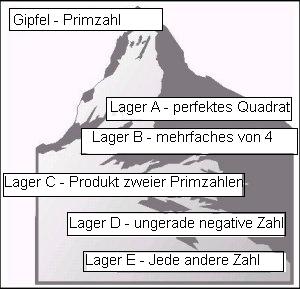 Gipfel - Primzahl
Lager A - perfektes Quadrat
Lager B - mehrfaches von 4
Lager C - Produkt zweier Primzahlen
Lager D - ungerade negative Zahl
Lager E - Jede andere Zahl